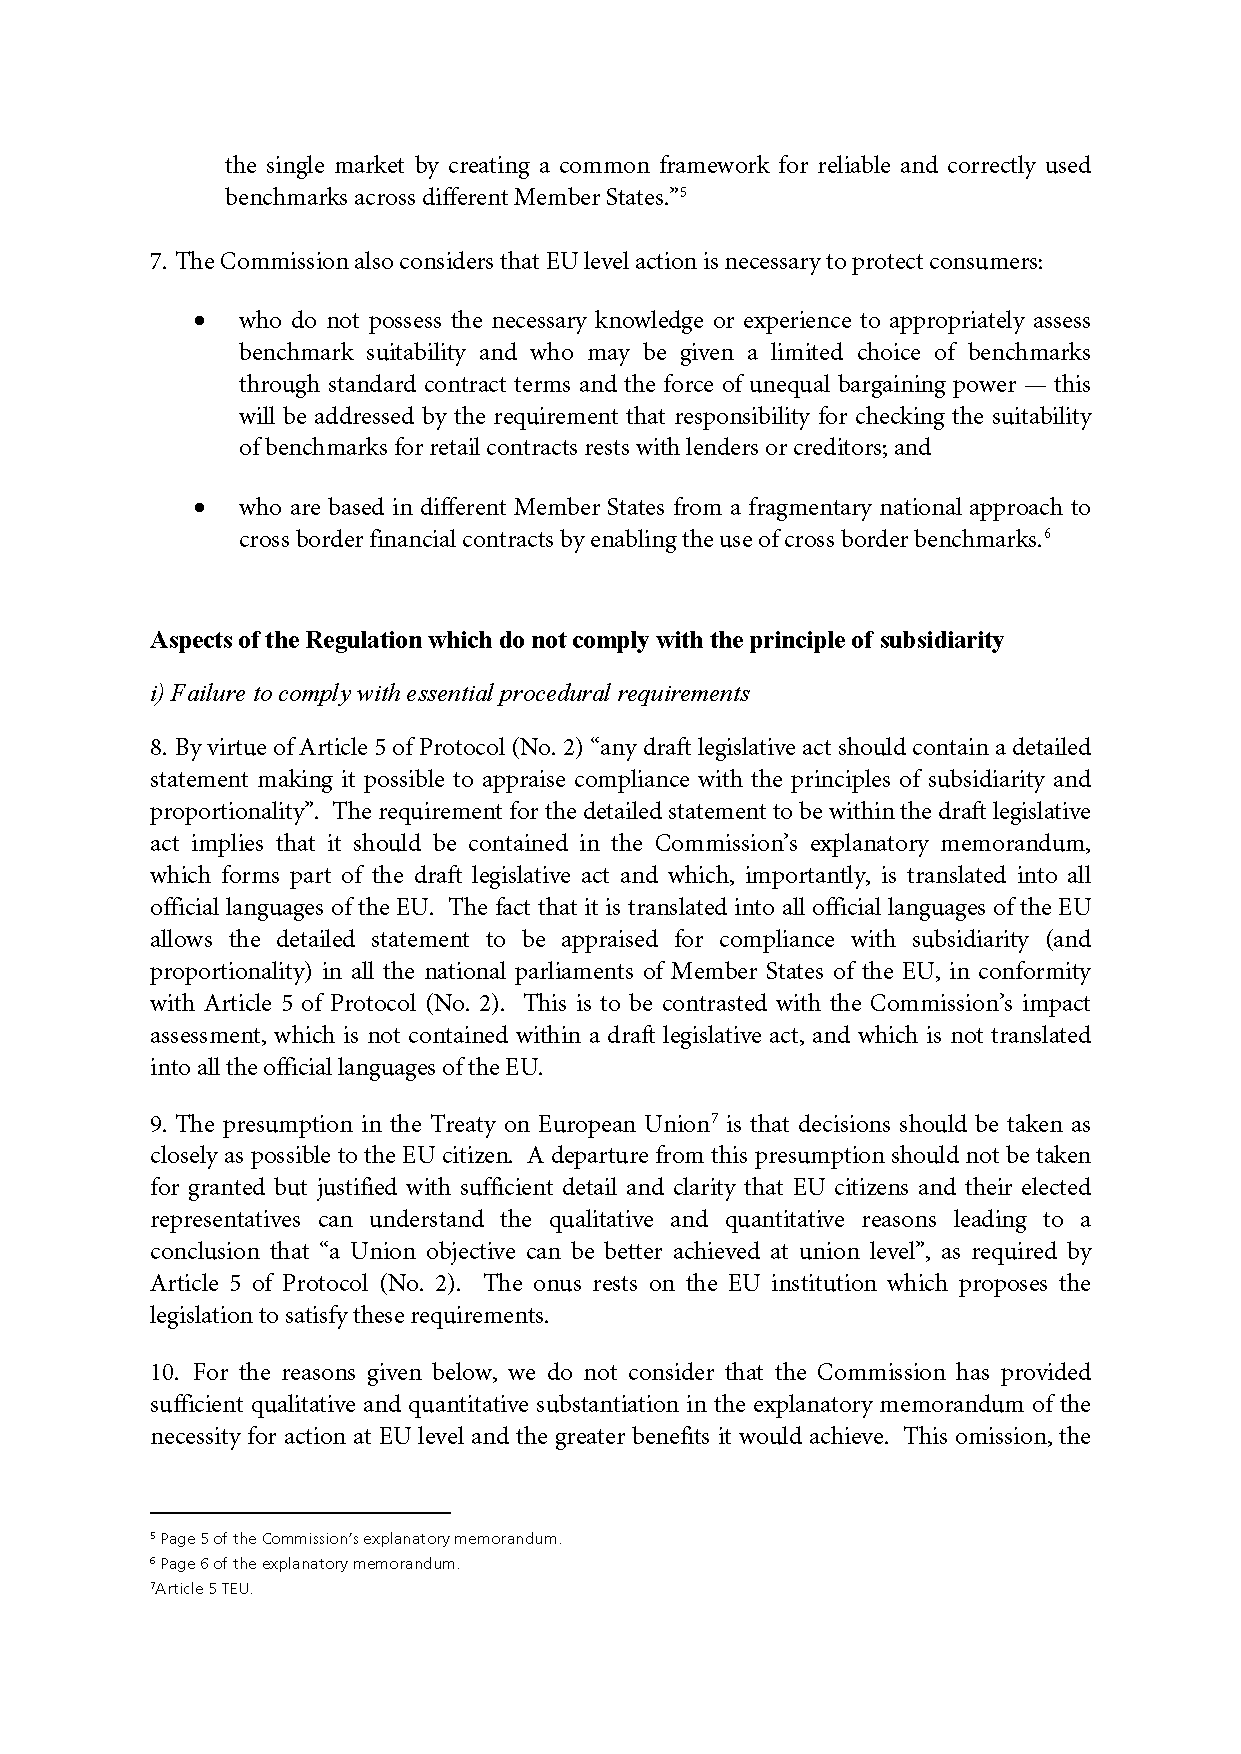 the single market by creating a common framework for reliable and correctly used
benchmarks across different Member States.”5
7. The Commission also considers that EU level action is necessary to protect consumers:
• who do not possess the necessary knowledge or experience to appropriately assess
benchmark suitability and who may be given a limited choice of benchmarks
through standard contract terms and the force of unequal bargaining power — this
will be addressed by the requirement that responsibility for checking the suitability
of benchmarks for retail contracts rests with lenders or creditors; and
• who are based in different Member States from a fragmentary national approach to
cross border financial contracts by enabling the use of cross border benchmarks.6
Aspects of the Regulation which do not comply with the principle of subsidiarity
i) Failure to comply with essential procedural requirements
8. By virtue of Article 5 of Protocol (No. 2) “any draft legislative act should contain a detailed
statement making it possible to appraise compliance with the principles of subsidiarity and
proportionality”. The requirement for the detailed statement to be within the draft legislative
act implies that it should be contained in the Commission’s explanatory memorandum,
which forms part of the draft legislative act and which, importantly, is translated into all
official languages of the EU. The fact that it is translated into all official languages of the EU
allows the detailed statement to be appraised for compliance with subsidiarity (and
proportionality) in all the national parliaments of Member States of the EU, in conformity
with Article 5 of Protocol (No. 2). This is to be contrasted with the Commission’s impact
assessment, which is not contained within a draft legislative act, and which is not translated
into all the official languages of the EU.
9. The presumption in the Treaty on European Union7 is that decisions should be taken as
closely as possible to the EU citizen. A departure from this presumption should not be taken
for granted but justified with sufficient detail and clarity that EU citizens and their elected
representatives can understand the qualitative and quantitative reasons leading to a
conclusion that “a Union objective can be better achieved at union level”, as required by
Article 5 of Protocol (No. 2). The onus rests on the EU institution which proposes the
legislation to satisfy these requirements.
10. For the reasons given below, we do not consider that the Commission has provided
sufficient qualitative and quantitative substantiation in the explanatory memorandum of the
necessity for action at EU level and the greater benefits it would achieve. This omission, the
5 Page 5 of the Commission’s explanatory memorandum.
6 Page 6 of the explanatory memorandum.
7Article 5 TEU.